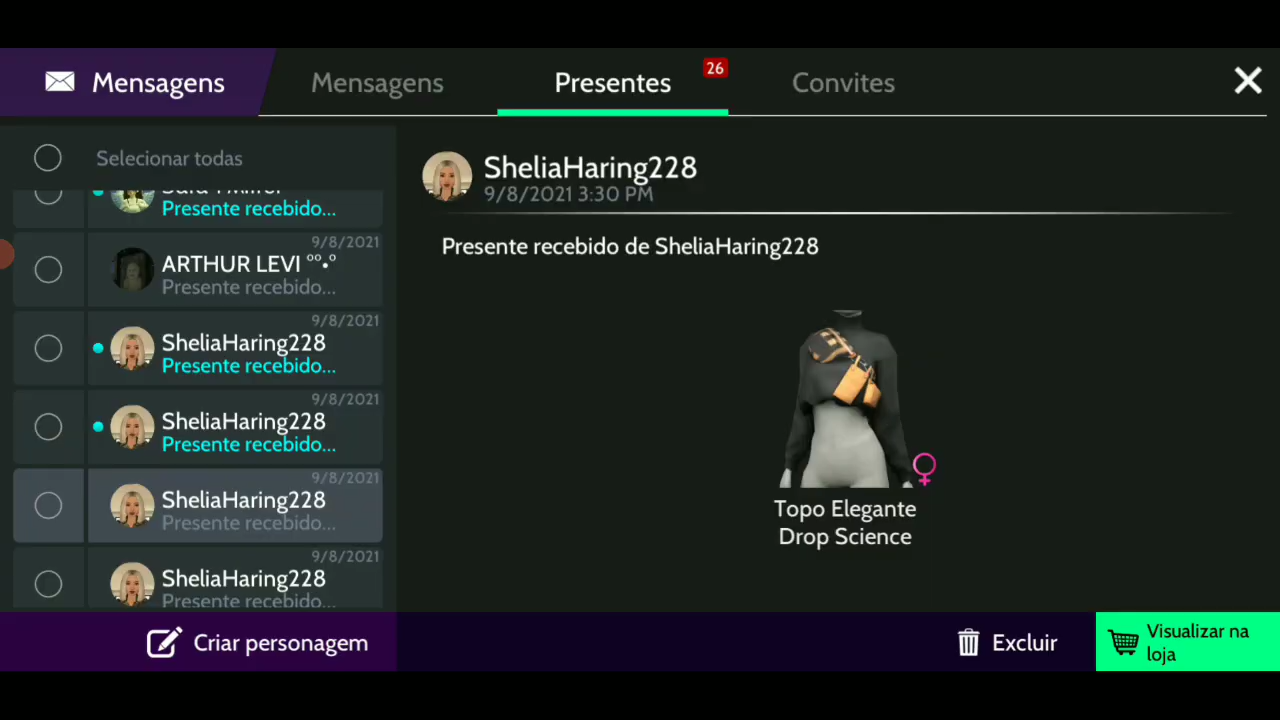 Mensagens
Mensagens
Presentes
26
Convites
Selecionar todas
Presente recebido...
9/8/2021
ARTHUR LEVI °°•°
Presente recebido...
9/8/2021
SheliaHaring228
Presente recebido...
9/8/2021
SheliaHaring228
Presente recebido...
9/8/2021
SheliaHaring228
Presente recebido...
9/8/2021
SheliaHaring228
Presente recebido...
Criar personagem
SheliaHaring228
9/8/2021 3:30 PM
Presente recebido de SheliaHaring228
Topo Elegante
Drop Science
Excluir
Visualizar na
loja